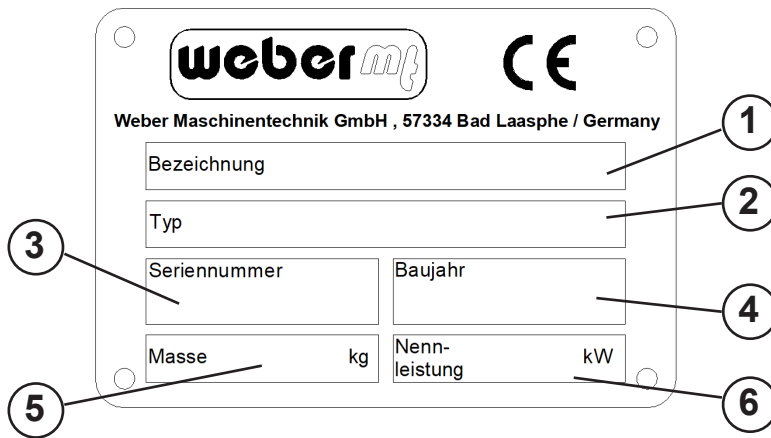 weber mt CE
Weber Maschinentechnik GmbH , 57334 Bad Laasphe / Germany
1
Bezeichnung
2
Typ
3
Seriennummer
Baujahr
4
Masse kg
Nenn-
leistung kW
5
6